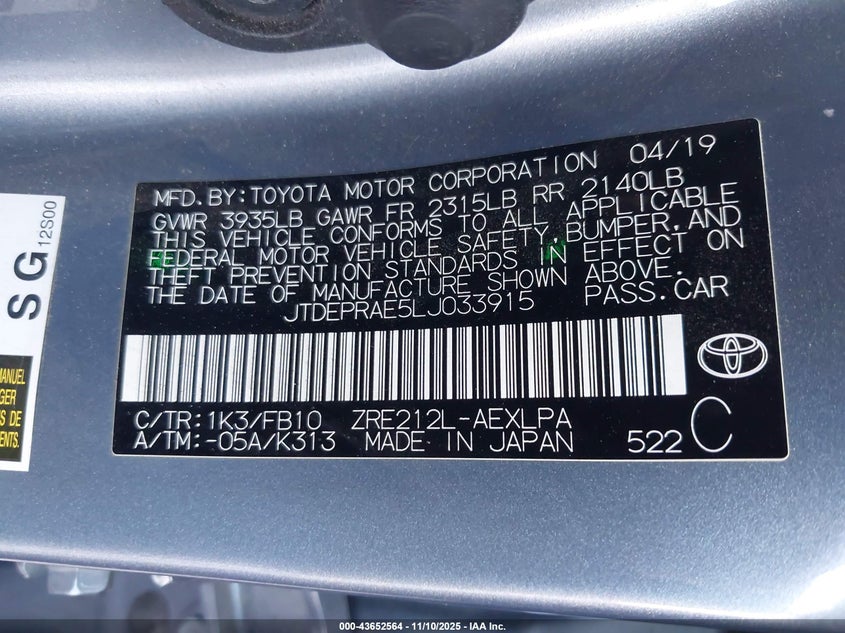 04/19
MFD.BY:TOYOTA MOTOR CORPORATION
GVWR 3935LB GAWR FR 2315LB RR 2140LB
THIS VEHICLE CONFORMS TO ALL APPLICABLE
FEDERAL MOTOR VEHICLE SAFETY,BUMPER,AND
THEFT PREVENTION STANDARDS IN EFFECT ON
THE DATE OF MANUFACTURE SHOWN ABOVE.
JTDEPRAE5LJ033915 PASS.CAR
C/TR:1K3/FB10 ZRE212L-AEXLPA
A/TM:-05A/K313 MADE IN JAPAN 522 C
SG
12S00
MANUEL
DE
000-43652564 - 11/10/2025 - IAA Inc.